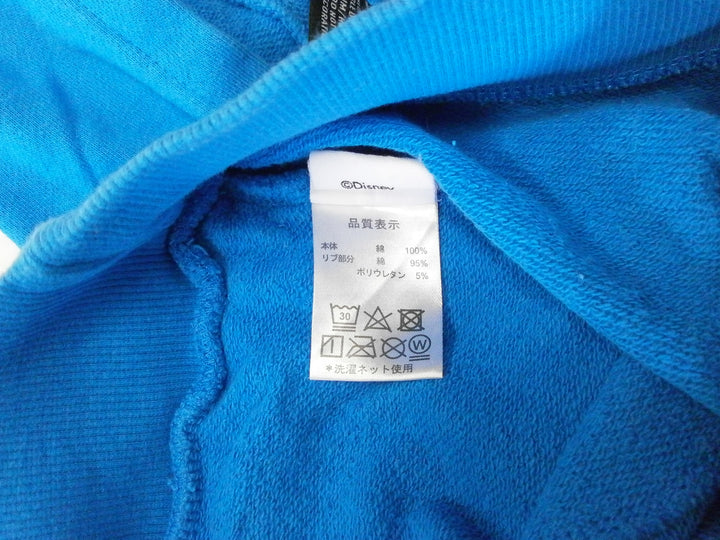 ©Disney
品質表示
本体 綿 100%
リブ部分 綿 95%
ポリウレタン 5%
30
W
*洗濯ネット使用